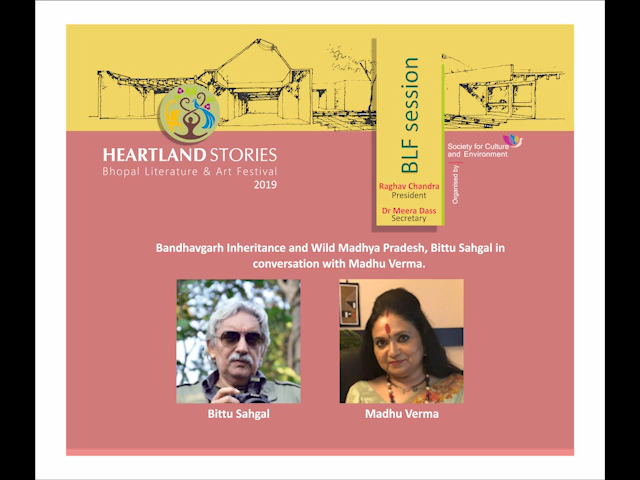 HEARTLAND STORIES
Bhopal Literature & Art Festival
2019
BLF session
Raghav Chandra
President
Dr Meera Dass
Secretary
Organised by
Society for Culture
and Environment
Bandhavgarh Inheritance and Wild Madhya Pradesh, Bittu Sahgal in
conversation with Madhu Verma.
Bittu Sahgal
Madhu Verma